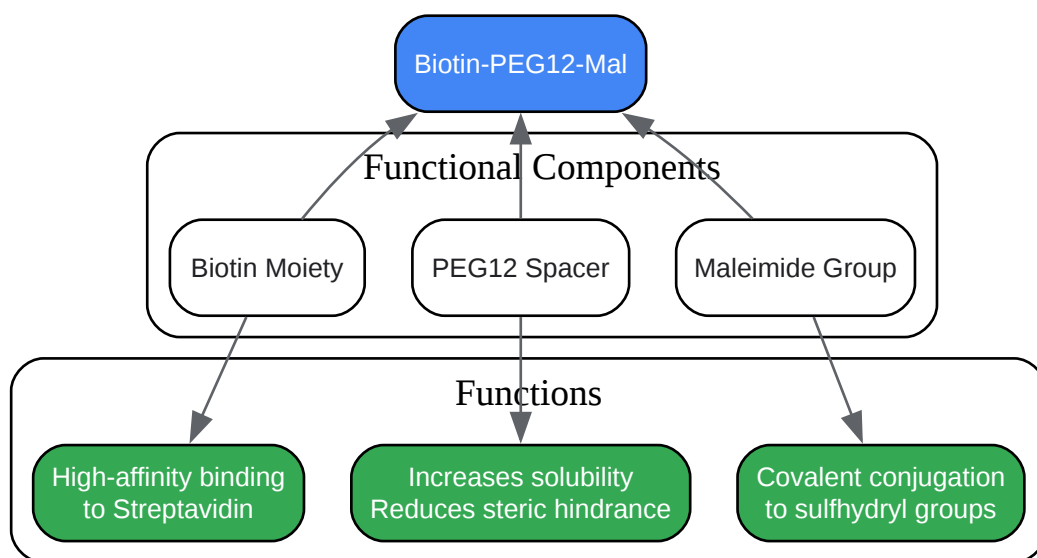 Biotin-PEG12-Mal
Functional Components
Biotin Moiety
PEG12 Spacer
Maleimide Group
Functions
High-affinity binding
to Streptavidin
Increases solubility
Reduces steric hindrance
Covalent conjugation
to sulfhydryl groups